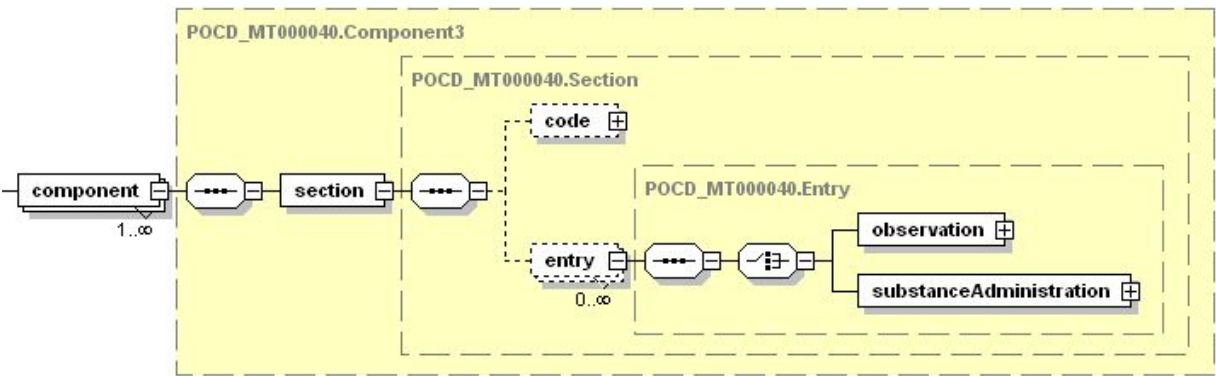 POCD_MT000040.Component3
POCD_MT000040.Section
code
POCD_MT000040.Entry
component
1..∞
section
observation
entry
0..∞
substanceAdministration